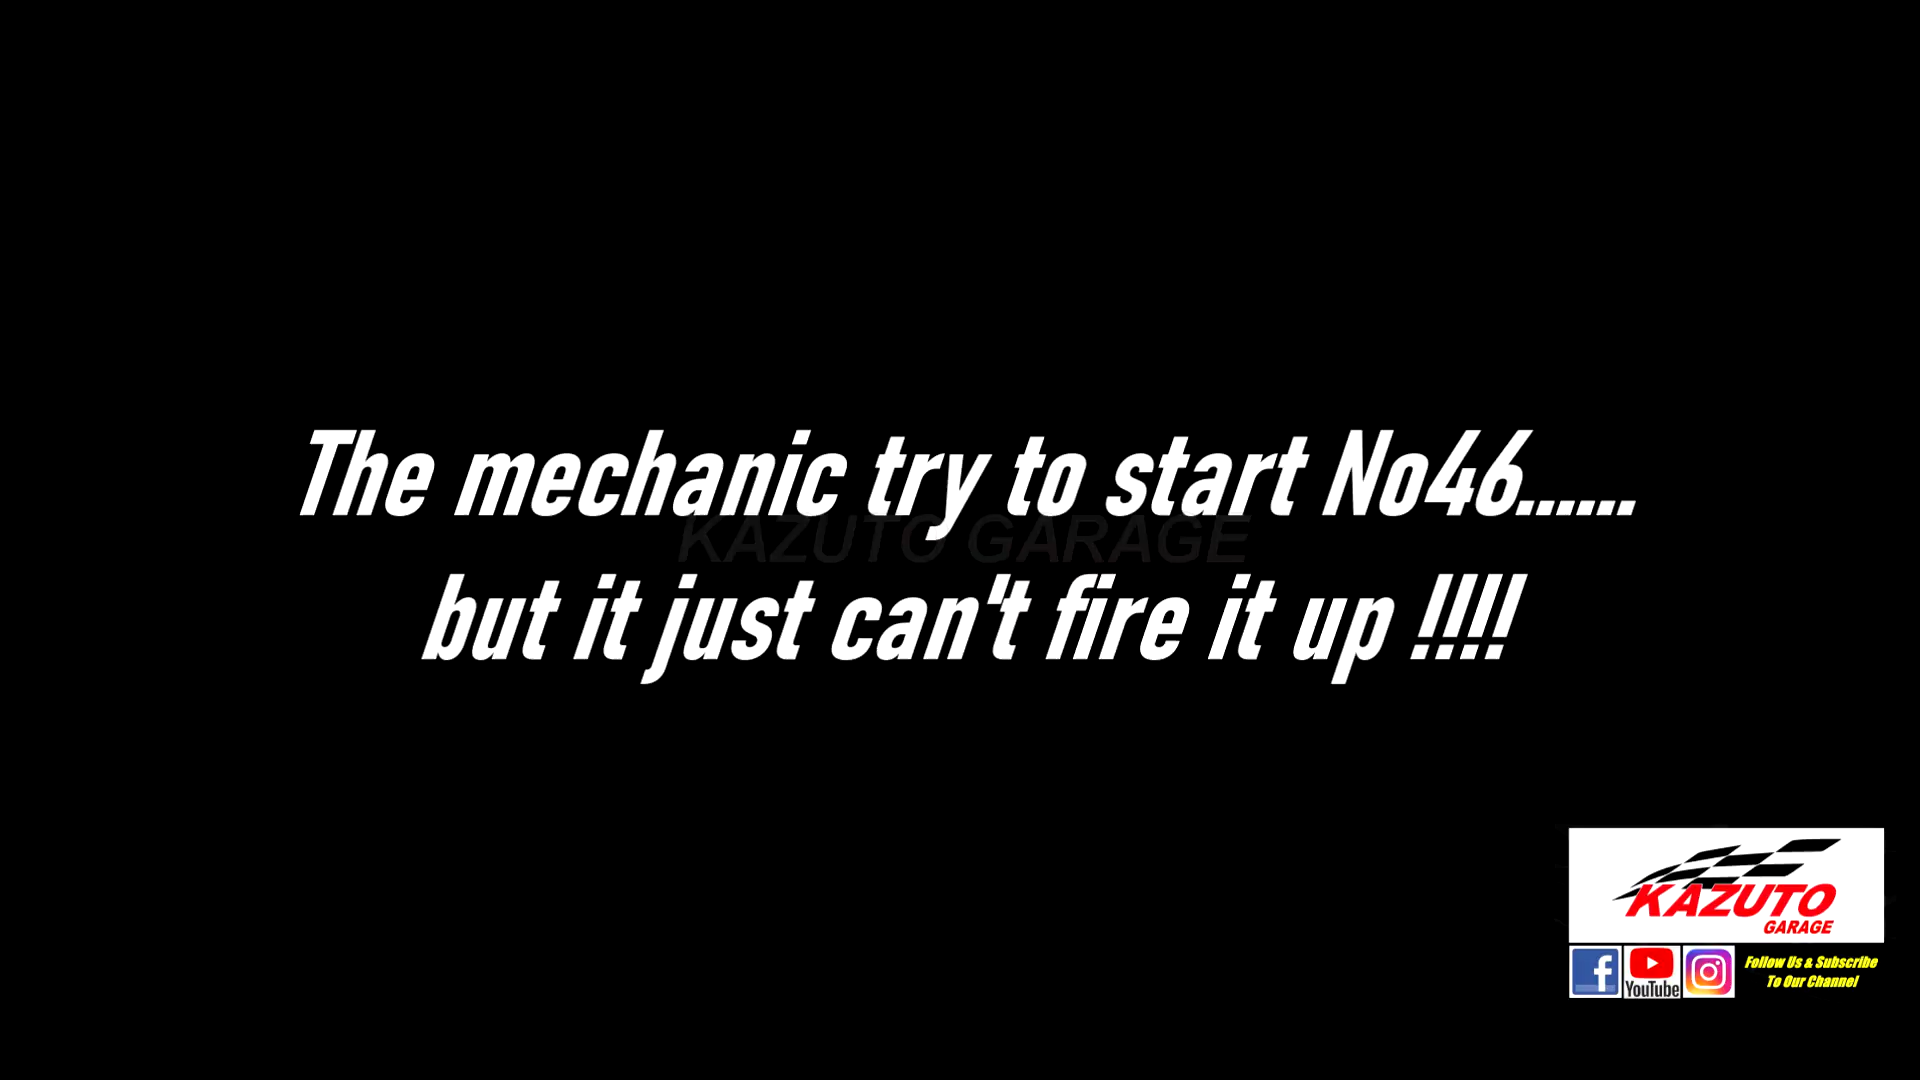 The mechanic try to start No46......
KAZUTO GARAGE
but it just can't fire it up !!!!
KAZUTO
GARAGE
YouTube
Follow Us & Subscribe
To Our Channel